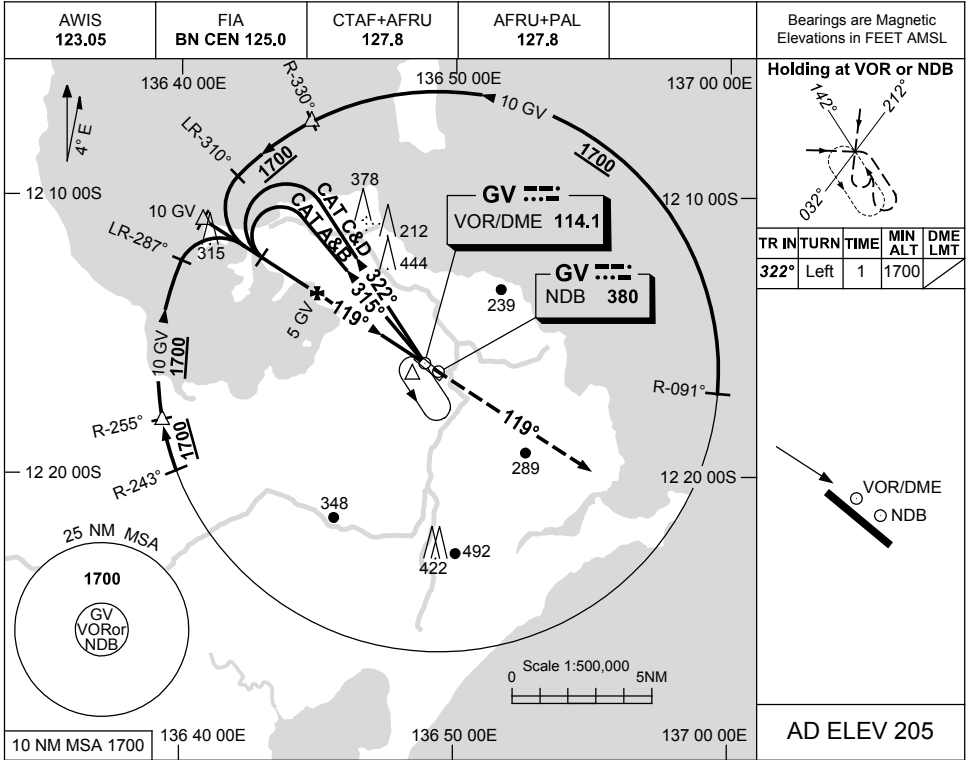 AWIS
123.05
FIA
BN CEN 125.0
CTAF+AFRU
127.8
AFRU+PAL
127.8
Bearings are Magnetic
Elevations in FEET AMSL
136 40 00E
136 50 00E
137 00 00E
4° E
R-330°
10 GV
LR-310°
1700
1700
12 10 00S
12 10 00S
CAT C&D
CAT A&B
378
212
444
10 GV
315
LR-287°
GV
VOR/DME 114.1
GV
NDB 380
239
322°
315°
119°
5 GV
10 GV
1700
R-091°
R-255°
1700
119°
R-243°
12 20 00S
12 20 00S
289
348
492
422
25 NM MSA
1700
GV
VORor
NDB
Scale 1:500,000
0
5NM
10 NM MSA 1700
136 40 00E
136 50 00E
137 00 00E
Holding at VOR or NDB
142°
212°
032°
TR IN TURN TIME MIN ALT DME LMT
322° Left 1 1700
VOR/DME
NDB
AD ELEV 205